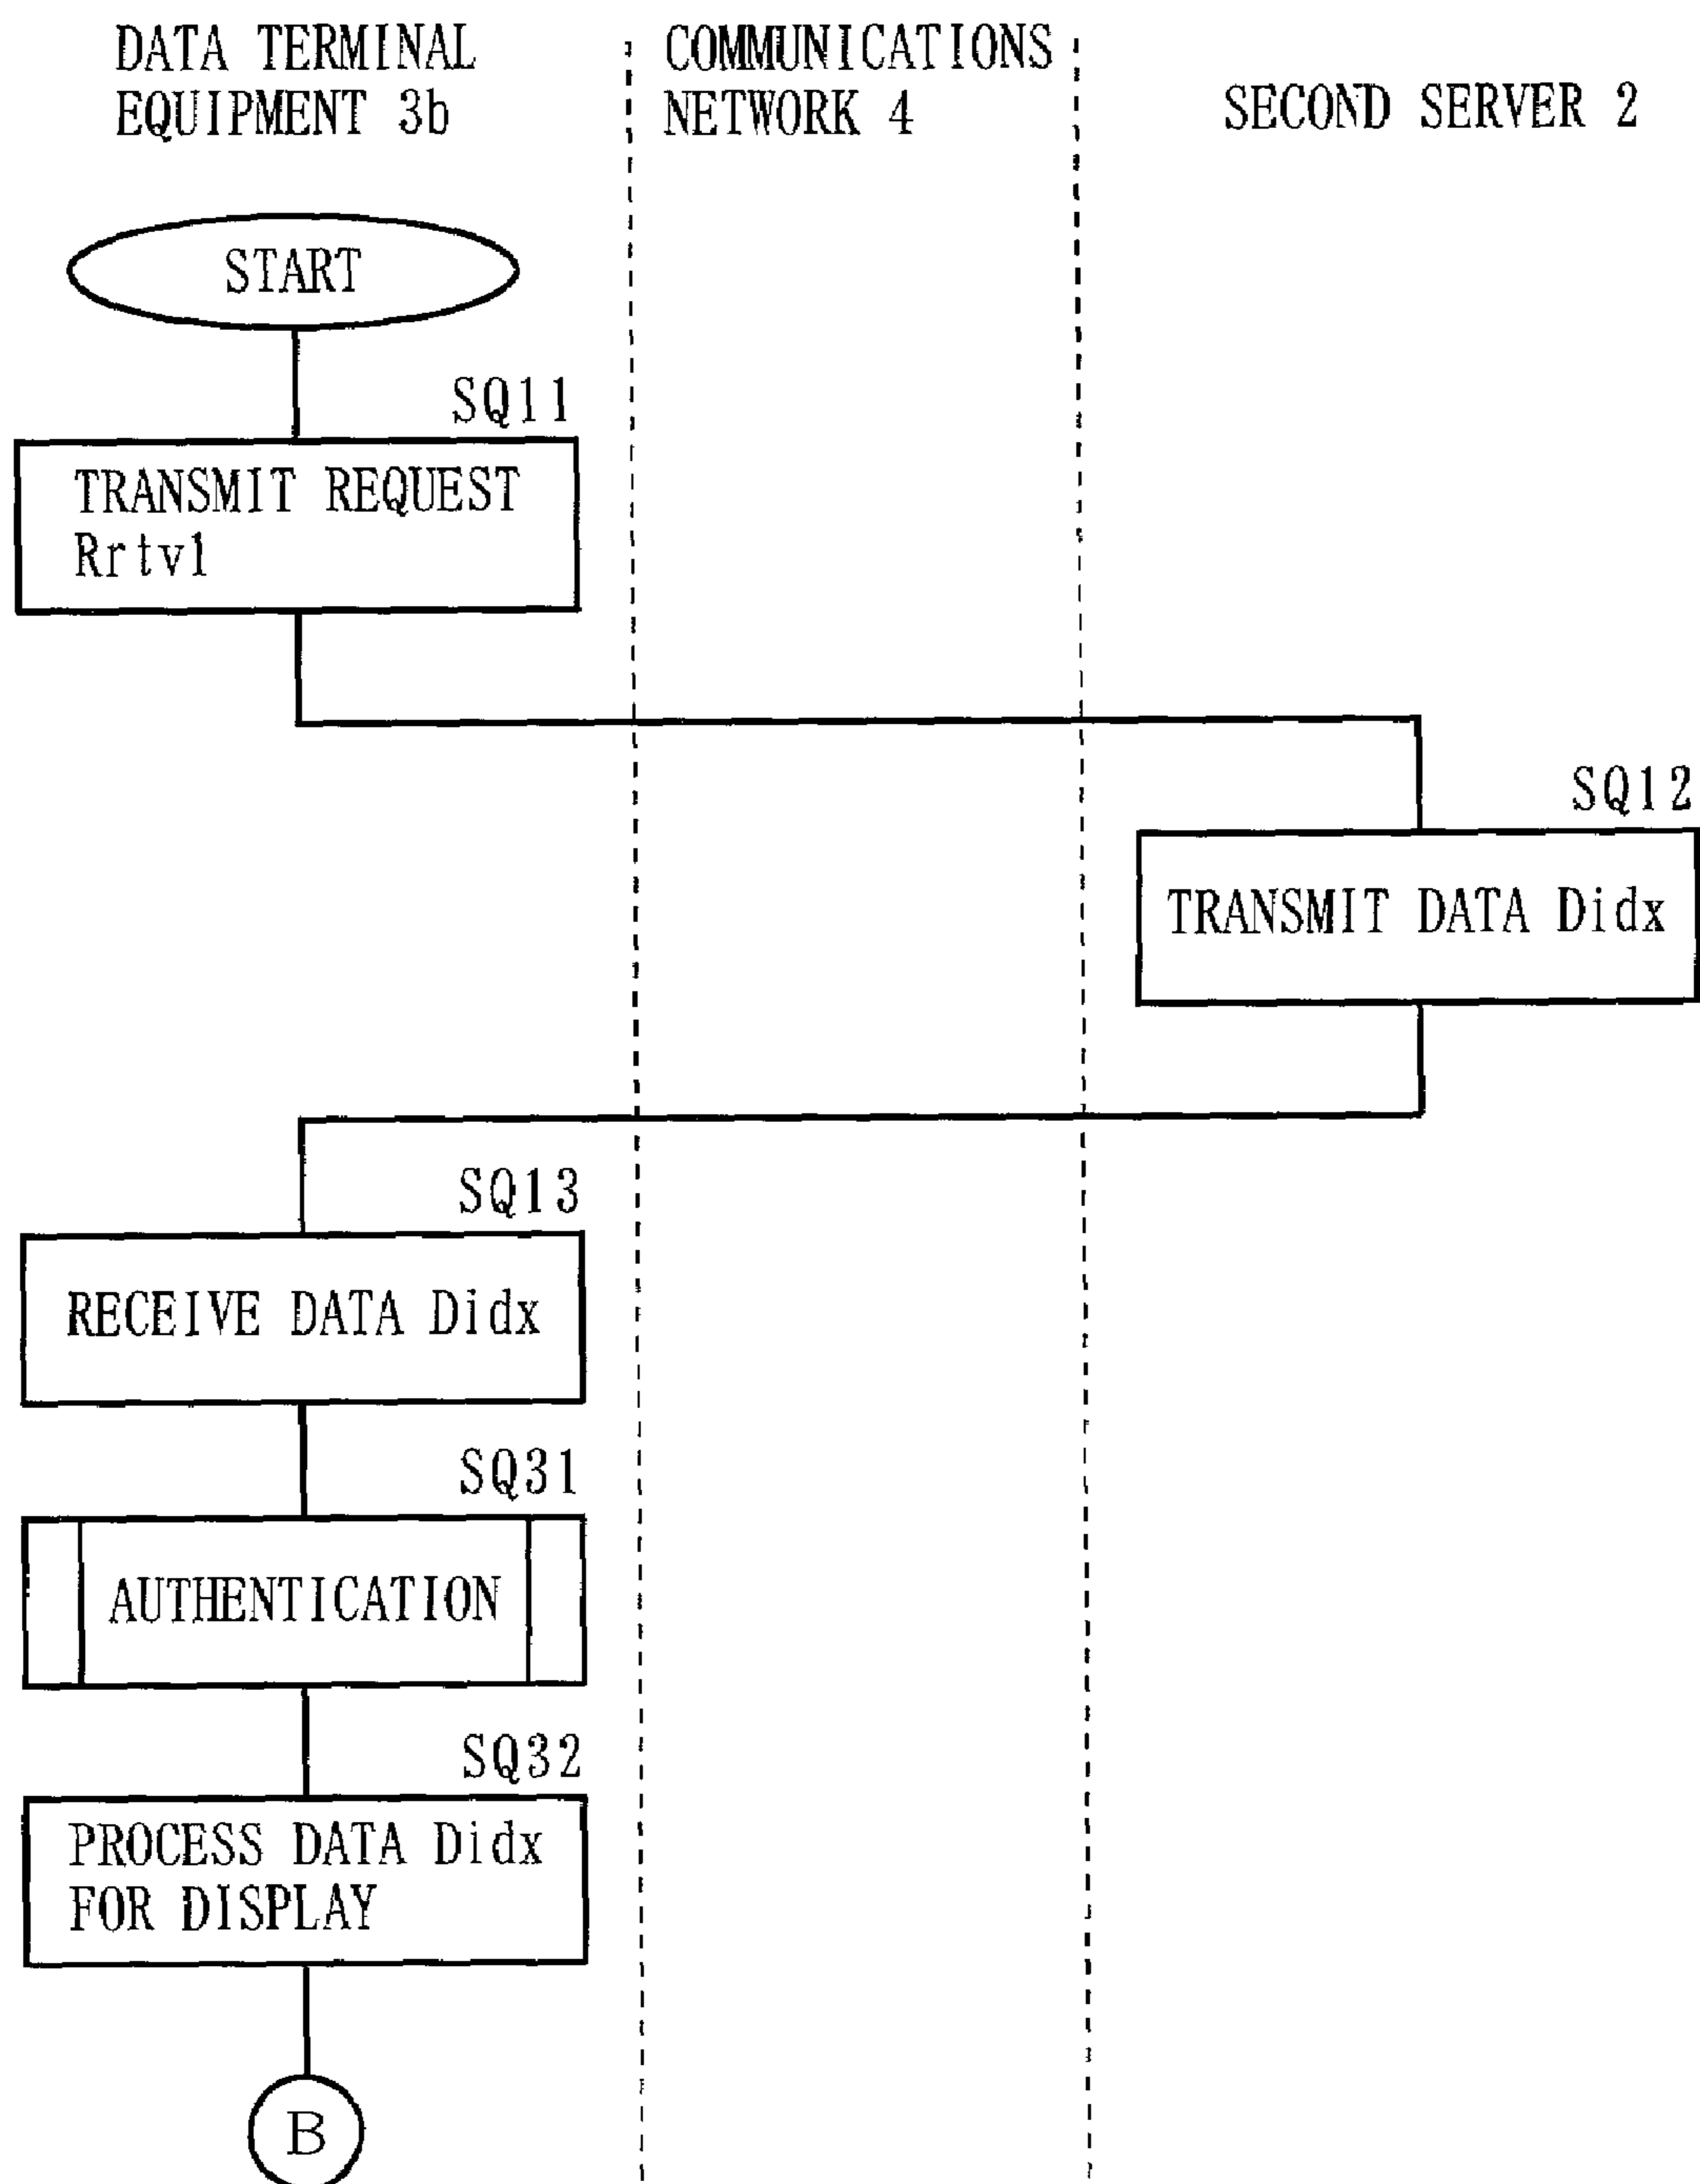 DATA TERMINAL
EQUIPMENT 3b
COMMUNICATIONS
NETWORK 4
SECOND SERVER 2
START
SQ11
TRANSMIT REQUEST
Rrtv1
SQ12
TRANSMIT DATA Didx
SQ13
RECEIVE DATA Didx
SQ31
AUTHENTICATION
SQ32
PROCESS DATA Didx
FOR DISPLAY
B